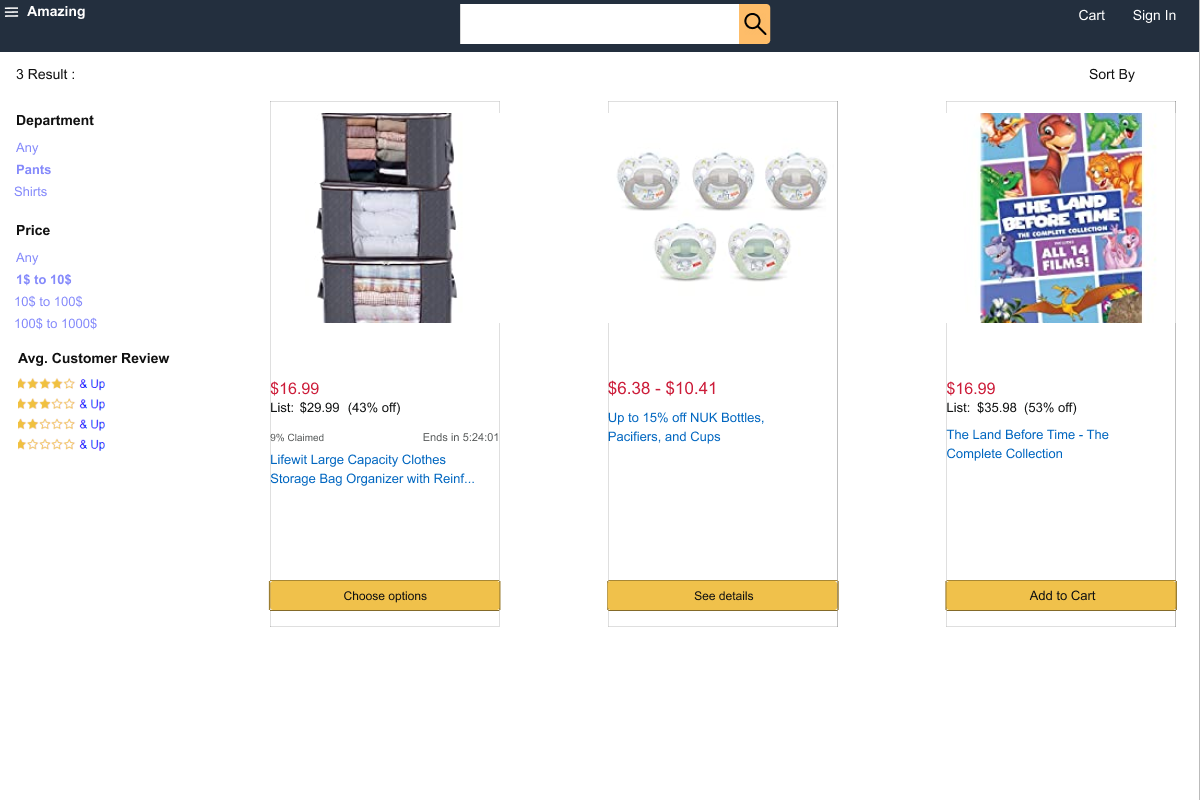 Amazing
Cart
Sign In
3 Result :
Sort By
Department
Any
Pants
Shirts
Price
Any
1$ to 10$
10$ to 100$
100$ to 1000$
Avg. Customer Review
& Up
& Up
& Up
& Up
$16.99
List: $29.99 (43% off)
9% Claimed
Ends in 5:24:01
Lifewit Large Capacity Clothes
Storage Bag Organizer with Reinf...
Choose options
$6.38 - $10.41
Up to 15% off NUK Bottles,
Pacifiers, and Cups
See details
THE LAND
BEFORE TIME
THE COMPLETE COLLECTION
ALL 14
FILMS!
$16.99
List: $35.98 (53% off)
The Land Before Time - The
Complete Collection
Add to Cart